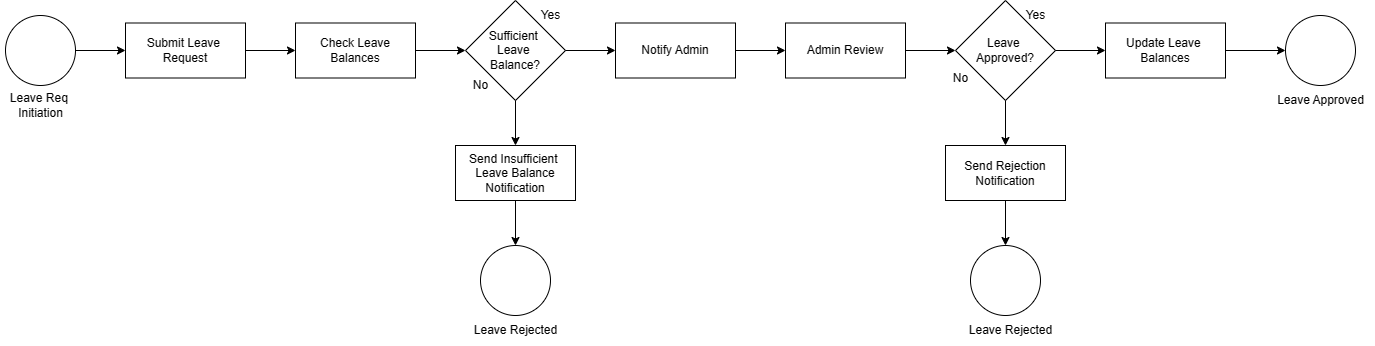 Leave Req
Initiation
Submit Leave
Request
Check Leave
Balances
Sufficient
Leave
Balance?
Yes
No
Send Insufficient
Leave Balance
Notification
Leave Rejected
Notify Admin
Admin Review
Leave
Approved?
Yes
No
Send Rejection
Notification
Leave Rejected
Update Leave
Balances
Leave Approved